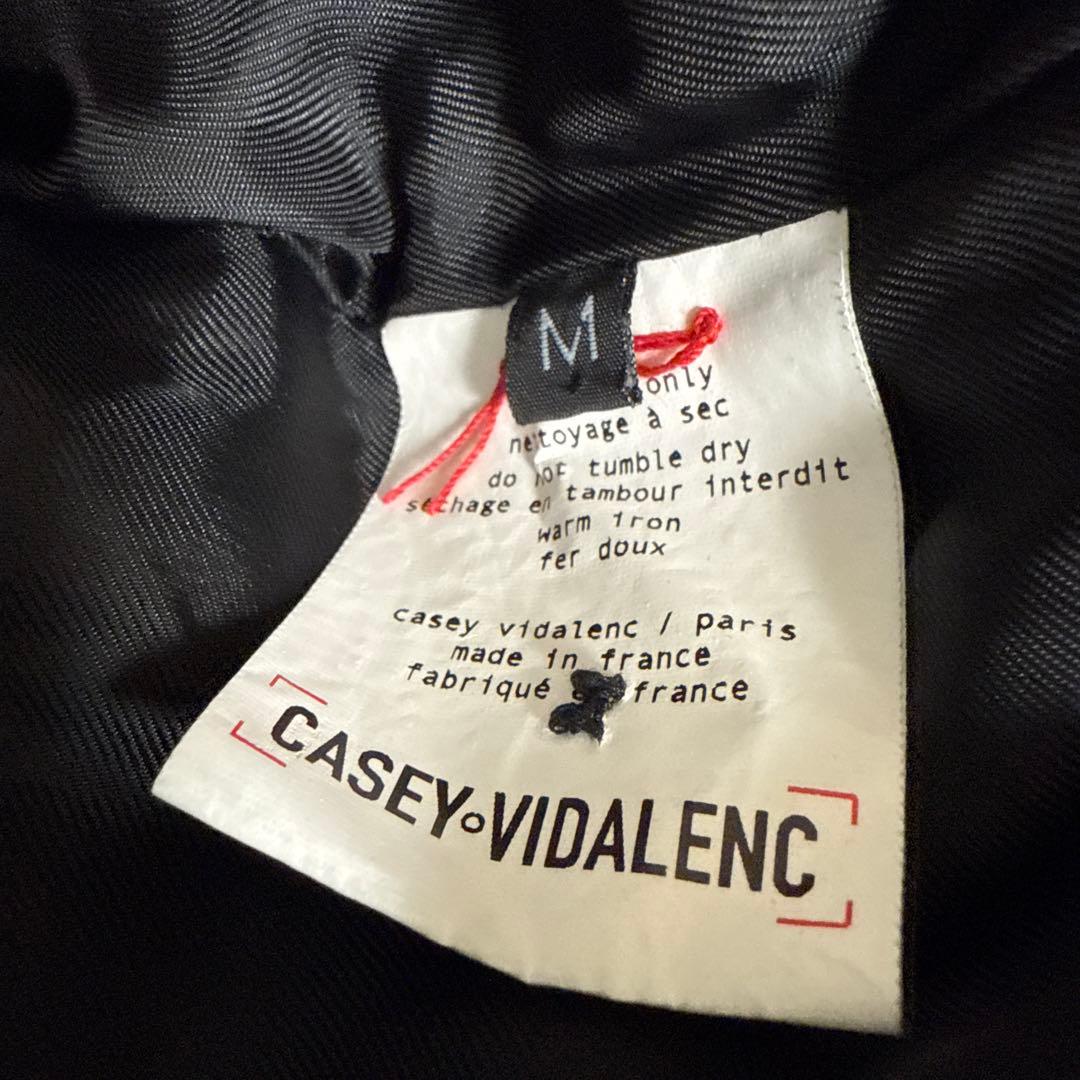 M
only
nettoyage à sec
do not tumble dry
séchage en tambour interdit
warm iron
fer doux
casey vidalenc / paris
made in france
fabriqué france
CASEY•VIDALENC